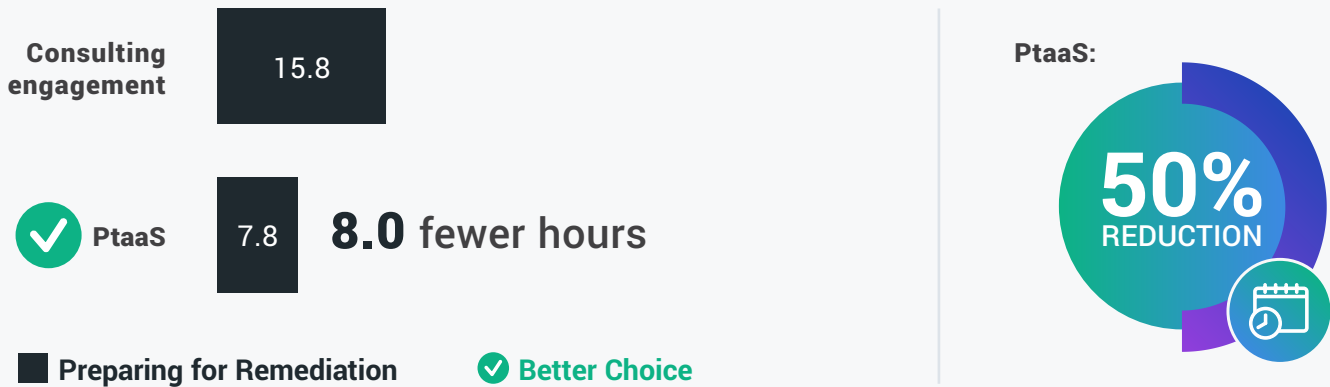 Consulting
engagement
15.8
PtaaS
7.8
8.0 fewer hours
Preparing for Remediation
Better Choice
PtaaS:
50%
REDUCTION